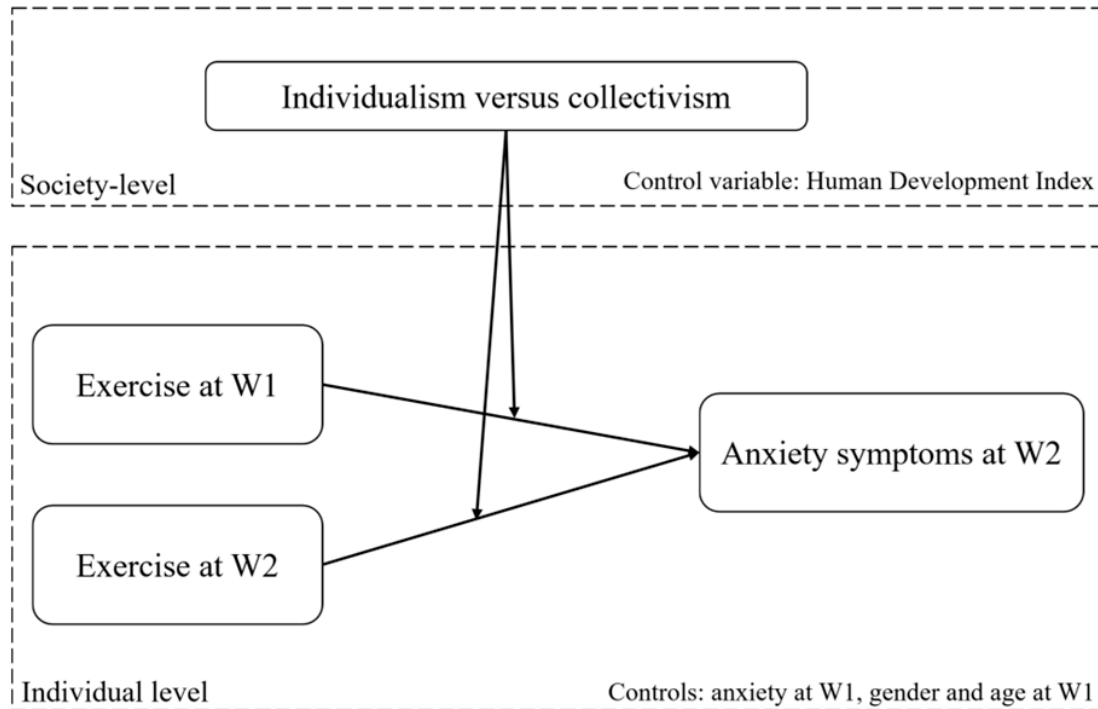 Individualism versus collectivism
Society-level
Control variable: Human Development Index
Exercise at W1
Anxiety symptoms at W2
Exercise at W2
Individual level
Controls: anxiety at W1, gender and age at W1